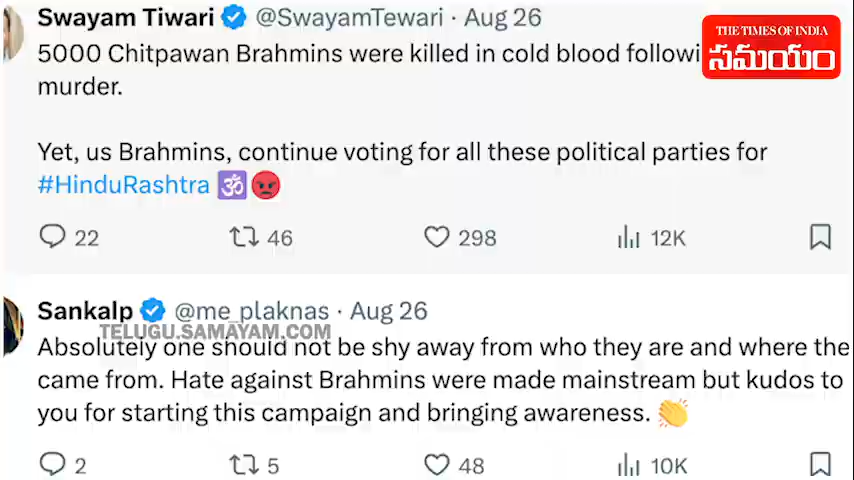 Swayam Tiwari @SwayamTewari · Aug 26
5000 Chitpawan Brahmins were killed in cold blood followi
murder.
Yet, us Brahmins, continue voting for all these political parties for
#HinduRashtra 🕉️😡
22 46 298 12K
THE TIMES OF INDIA
సమయం
Sankalp @me_plaknas · Aug 26
TELUGU.SAMAYAM.COM
Absolutely one should not be shy away from who they are and where the
came from. Hate against Brahmins were made mainstream but kudos to
you for starting this campaign and bringing awareness. 👏
2 5 48 10K